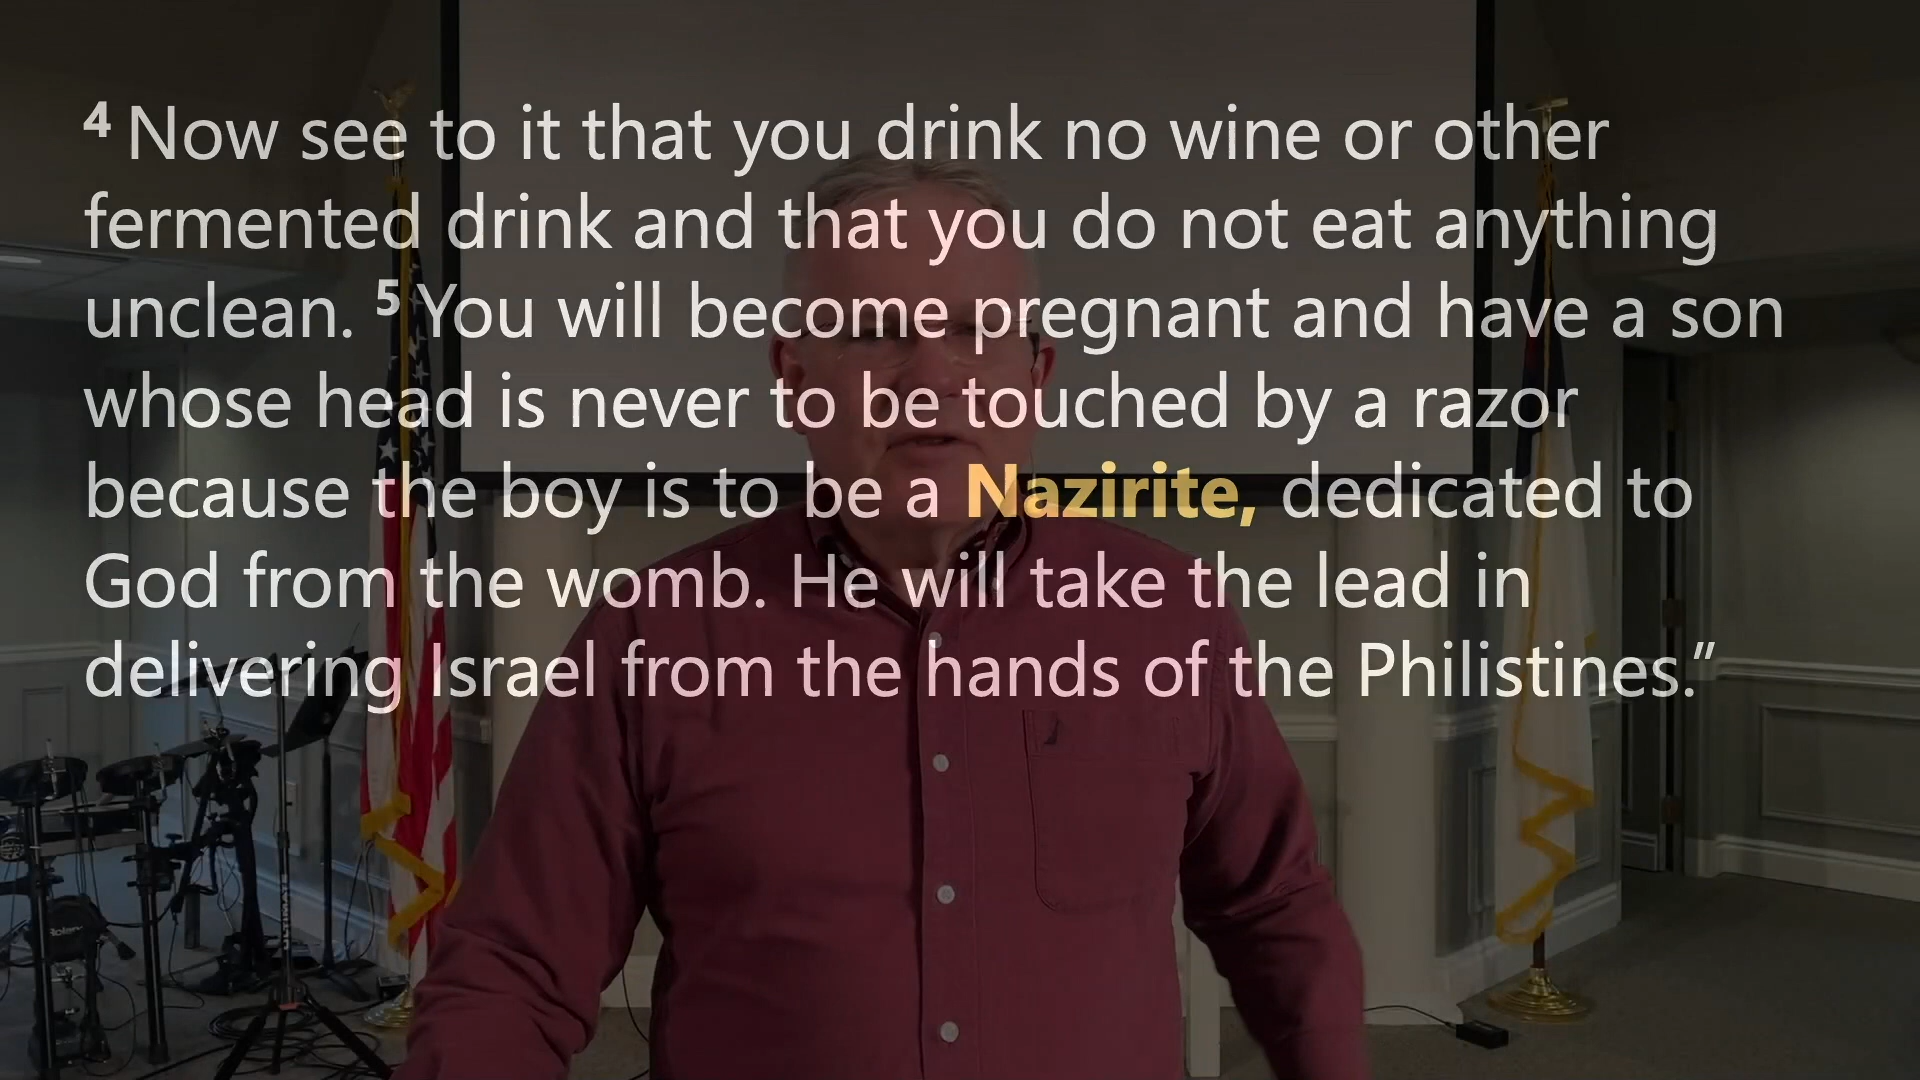 4 Now see to it that you drink no wine or other
fermented drink and that you do not eat anything
unclean. 5 You will become pregnant and have a son
whose head is never to be touched by a razor
because the boy is to be a Nazirite, dedicated to
God from the womb. He will take the lead in
delivering Israel from the hands of the Philistines.”
Roland
ULTIMATE